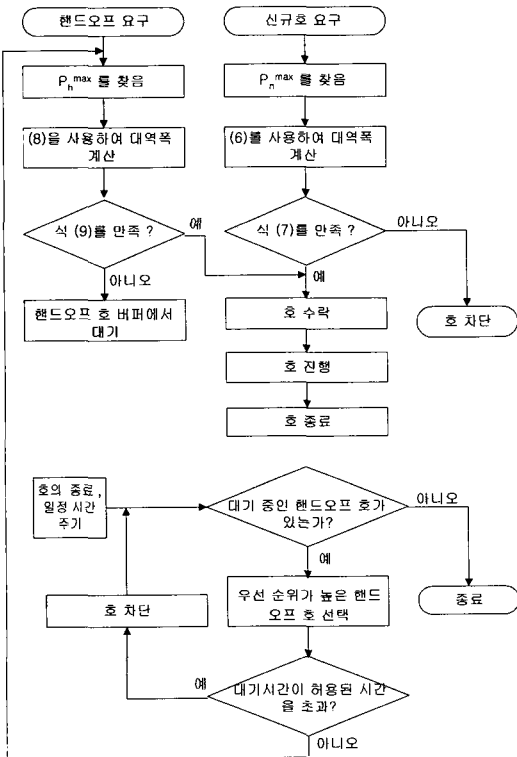 핸드오프 요구
신규호 요구
P_h^max 를 찾음
P_n^max 를 찾음
(8)을 사용하여 대역폭
계산
(6)를 사용하여 대역폭
계산
식 (9)를 만족 ?
예
식 (7)를 만족 ?
아니오
아니오
예
핸드오프 호 버퍼에서
대기
호 수락
호 차단
호 진행
호 종료
호의 종료,
일정 시간
주기
대기 중인 핸드오프 호가
있는가?
아니오
예
호 차단
우선 순위가 높은 핸드
오프 호 선택
종료
예
대기시간이 허용된 시간
을 초과?
아니오